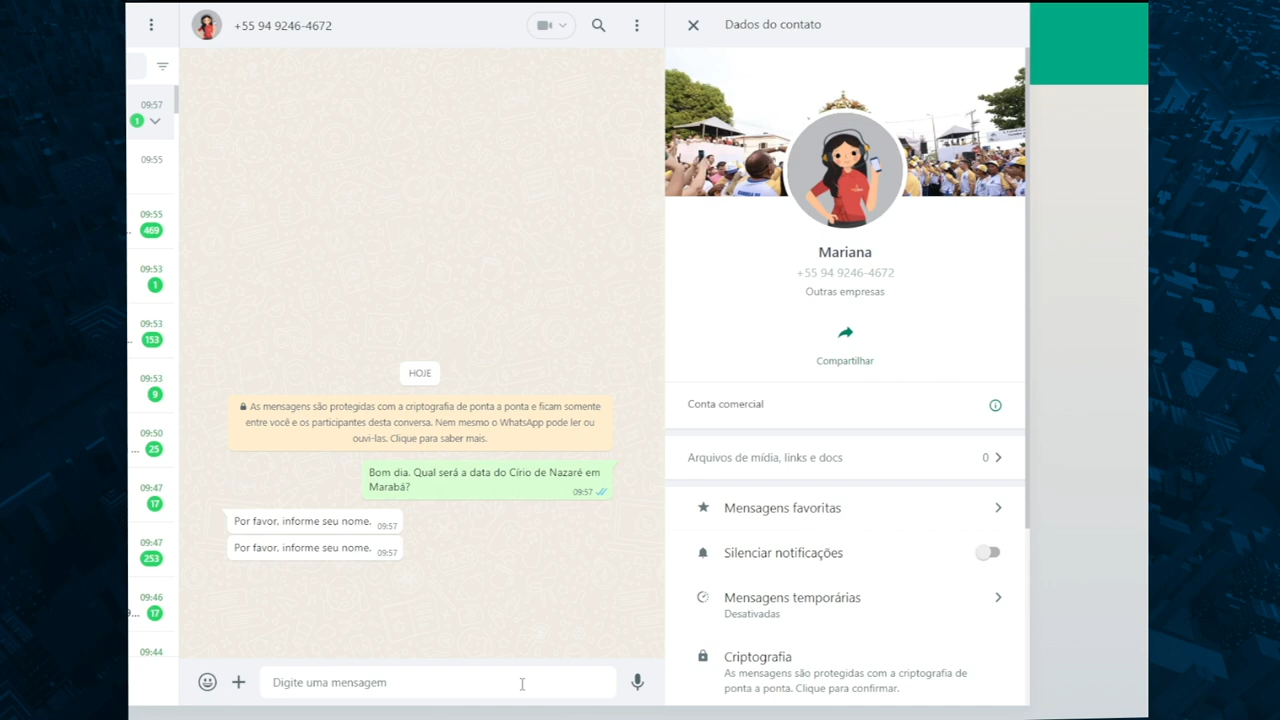 09:57
1
09:55
09:55
469
09:53
1
09:53
153
09:53
9
09:50
25
09:47
17
09:47
253
09:46
17
09:44
+55 94 9246-4672
HOJE
As mensagens são protegidas com a criptografia de ponta a ponta e ficam somente
entre você e os participantes desta conversa. Nem mesmo o WhatsApp pode ler ou
ouvi-las. Clique para saber mais.
Bom dia. Qual será a data do Círio de Nazaré em
Marabá?
09:57
Por favor, informe seu nome. 09:57
Por favor, informe seu nome. 09:57
Digite uma mensagem
Dados do contato
Mariana
+55 94 9246-4672
Outras empresas
Compartilhar
Conta comercial
Arquivos de mídia, links e docs 0
Mensagens favoritas
Silenciar notificações
Mensagens temporárias
Desativadas
Criptografia
As mensagens são protegidas com a criptografia de
ponta a ponta. Clique para confirmar.